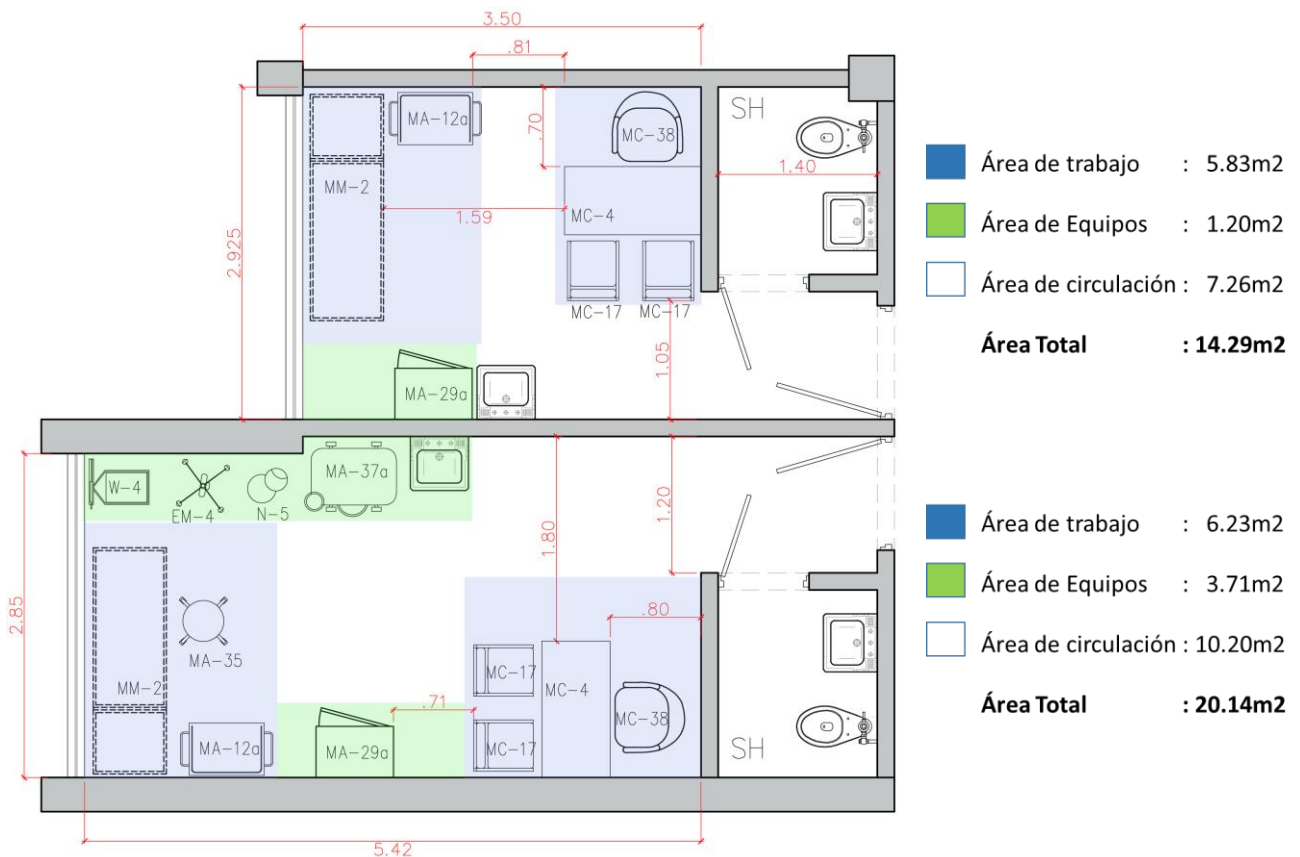 3.50
.81
MA-12a
MC-38
SH
.70
1.40
MM-2
1.59
MC-4
2.925
MC-17 MC-17
1.05
MA-29a
Área de trabajo : 5.83m2
Área de Equipos : 1.20m2
Área de circulación : 7.26m2
Área Total : 14.29m2
W-4
EM-4
N-5
MA-37a
1.20
1.80
2.85
.80
MA-35
MM-2
MC-17
MC-4
MC-38
.71
MA-12a
MA-29a
MC-17
SH
5.42
Área de trabajo : 6.23m2
Área de Equipos : 3.71m2
Área de circulación : 10.20m2
Área Total : 20.14m2